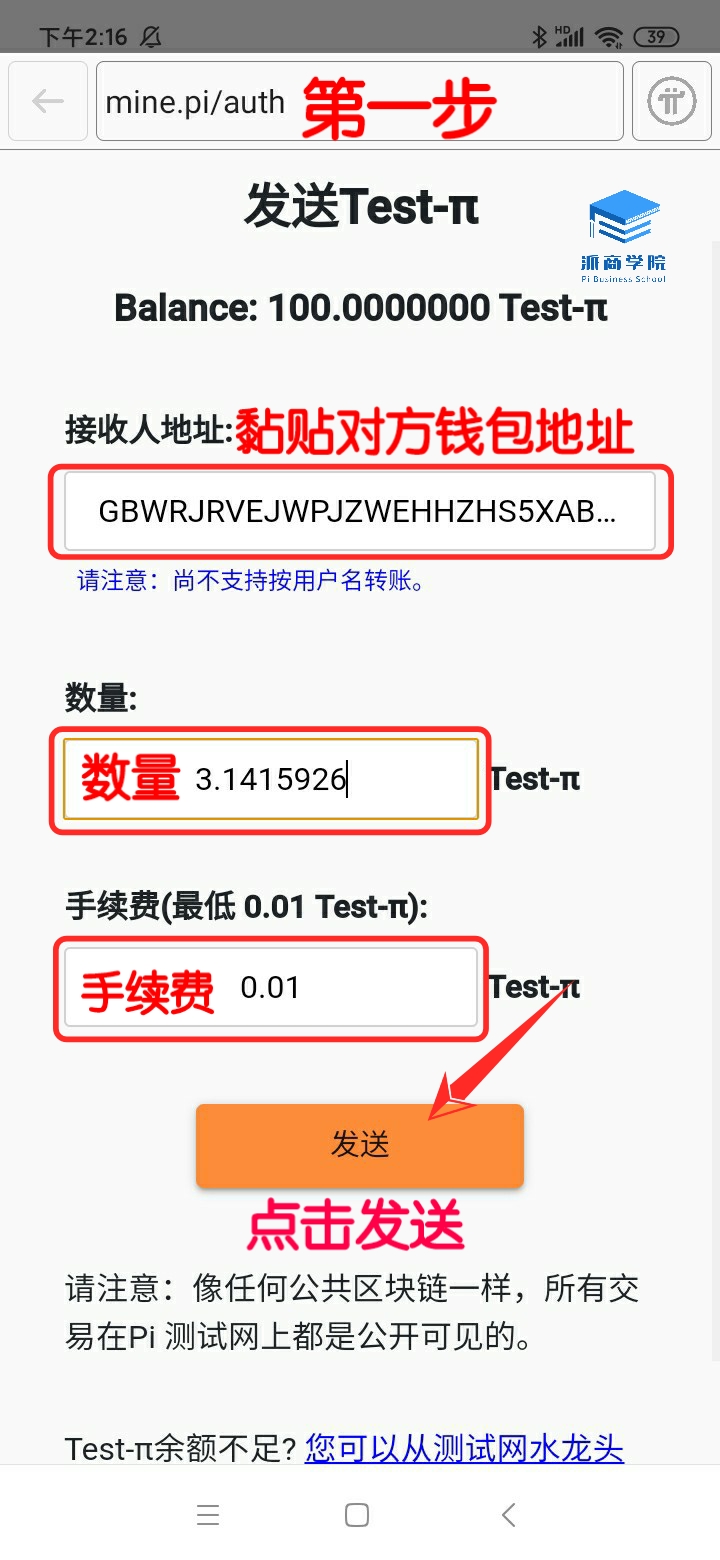 下午2:16
HD
39
mine.pi/auth 第一步
发送Test-π
派商学院
Pi Business School
Balance: 100.0000000 Test-π
接收人地址:黏贴对方钱包地址
GBWRJRVEJWPJZWEHHZHS5XAB...
请注意：尚不支持按用户名转账。
数量:
数量 3.1415926 Test-π
手续费(最低 0.01 Test-π):
手续费 0.01 Test-π
发送
点击发送
请注意：像任何公共区块链一样，所有交
易在Pi 测试网上都是公开可见的。
Test-π余额不足? 您可以从测试网水龙头